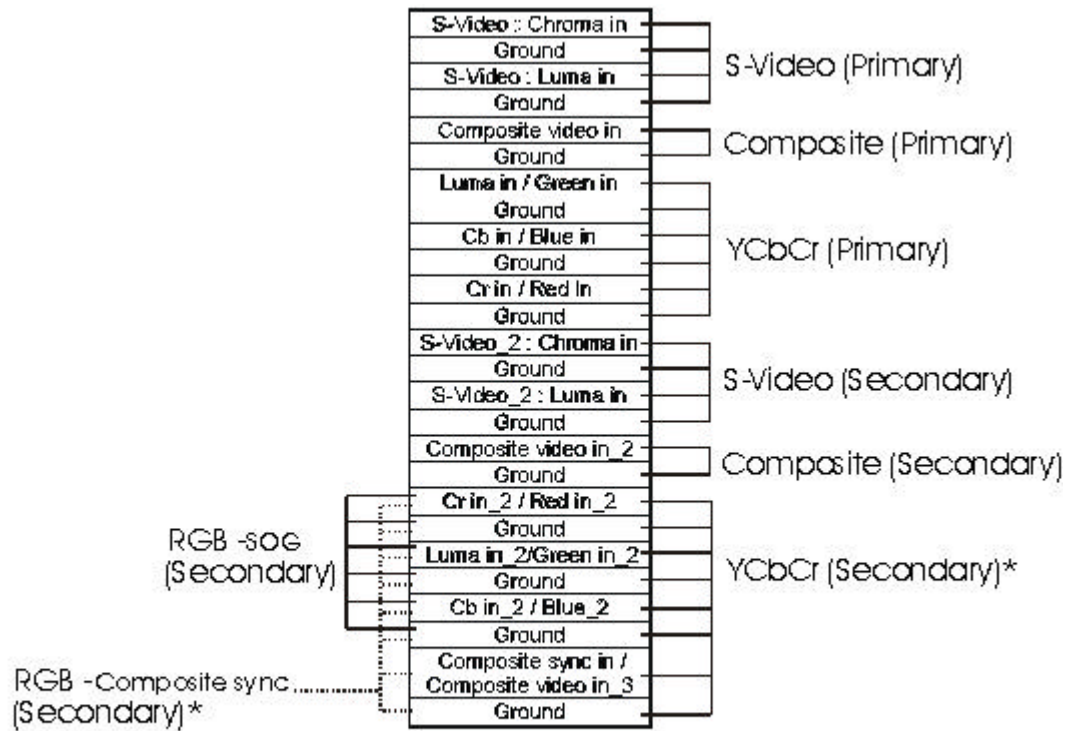 S-Video : Chroma in
Ground
S-Video : Luma in
Ground
S-Video (Primary)
Composite video in
Ground
Composite (Primary)
Luma in / Green in
Ground
Cb in / Blue in
Ground
Cr in / Red In
Ground
YCbCr (Primary)
S-Video_2 : Chroma in
Ground
S-Video_2 : Luma in
Ground
S-Video (Secondary)
Composite video in_2
Ground
Composite (Secondary)
Cr in_2 / Red in_2
Ground
Luma in_2/Green in_2
Ground
Cb in_2 / Blue_2
Ground
Composite sync in /
Composite video in_3
Ground
YCbCr (Secondary)*
RGB -SOG
(Secondary)
RGB -Composite sync
(Secondary)*